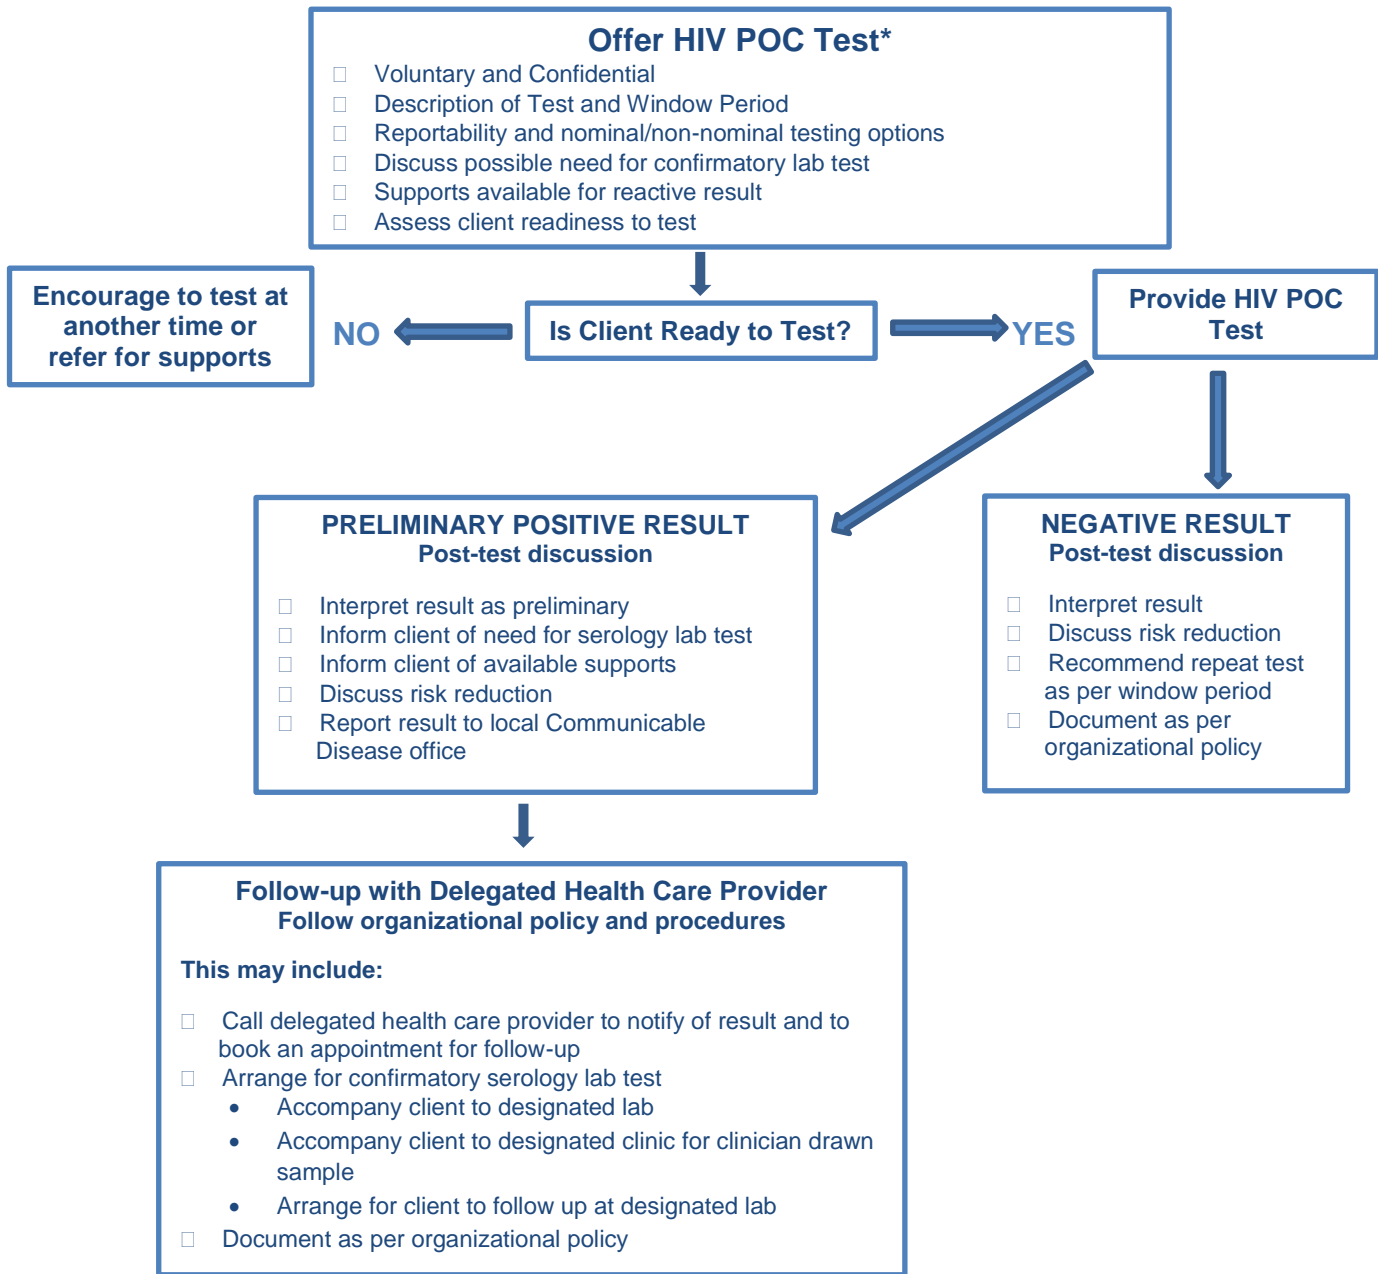 Offer HIV POC Test*
Voluntary and Confidential
Description of Test and Window Period
Reportability and nominal/non-nominal testing options
Discuss possible need for confirmatory lab test
Supports available for reactive result
Assess client readiness to test
Encourage to test at
another time or
refer for supports
NO
Is Client Ready to Test?
YES
Provide HIV POC
Test
PRELIMINARY POSITIVE RESULT
Post-test discussion
Interpret result as preliminary
Inform client of need for serology lab test
Inform client of available supports
Discuss risk reduction
Report result to local Communicable
Disease office
NEGATIVE RESULT
Post-test discussion
Interpret result
Discuss risk reduction
Recommend repeat test
as per window period
Document as per
organizational policy
Follow-up with Delegated Health Care Provider
Follow organizational policy and procedures
This may include:
Call delegated health care provider to notify of result and to
book an appointment for follow-up
Arrange for confirmatory serology lab test
• Accompany client to designated lab
• Accompany client to designated clinic for clinician drawn
sample
• Arrange for client to follow up at designated lab
Document as per organizational policy